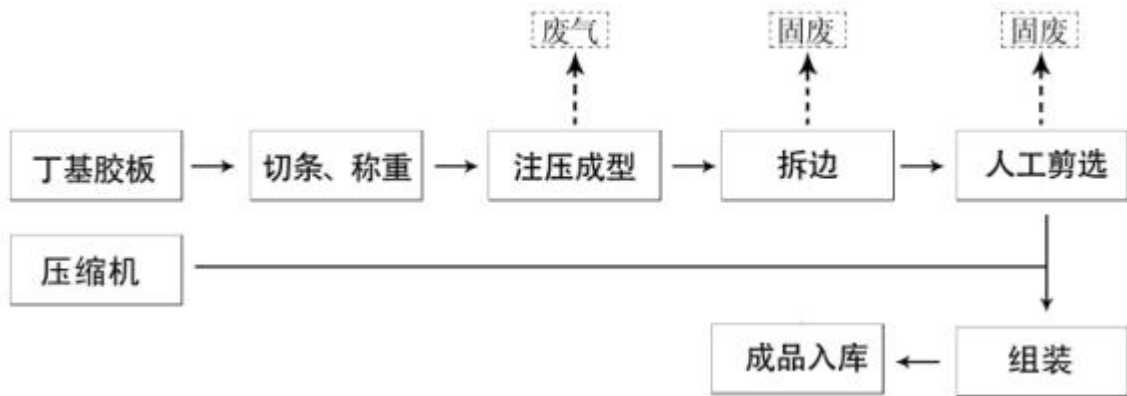 废气 固废 固废
丁基胶板 切条、称重 注压成型 拆边 人工剪选
压缩机
成品入库 组装